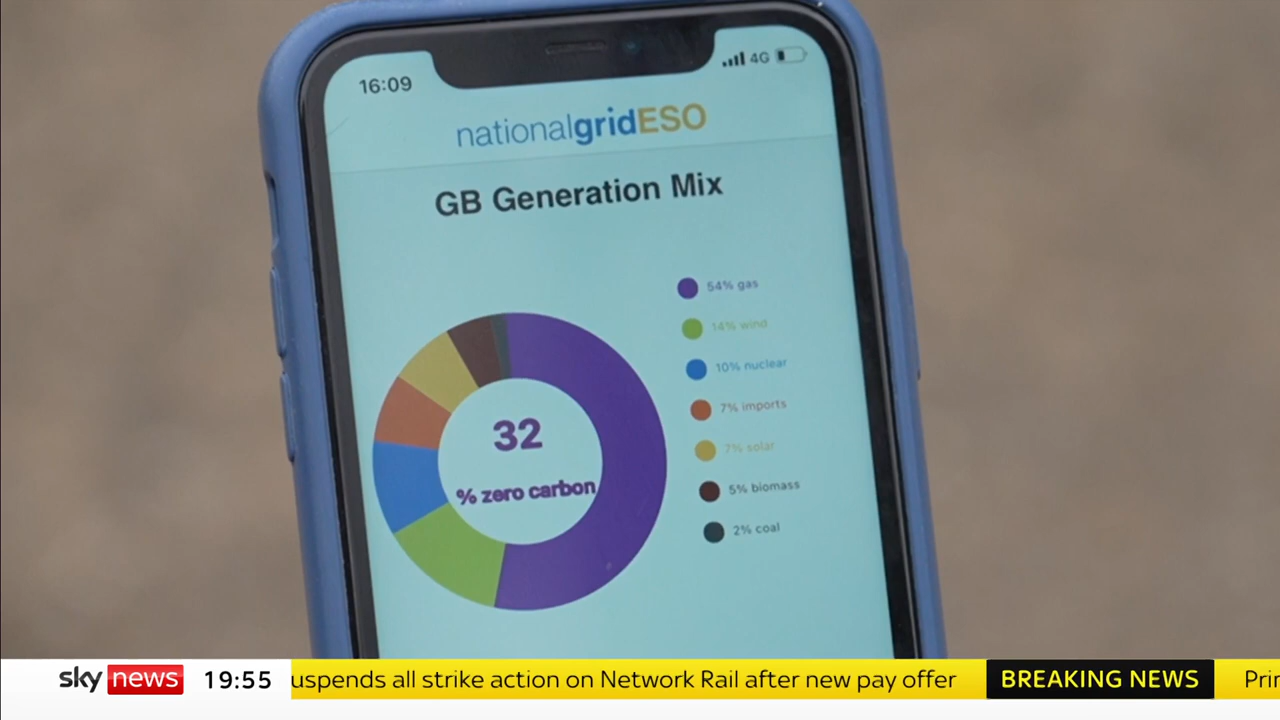 16:09
4G
nationalgridESO
GB Generation Mix
54% gas
14% wind
10% nuclear
7% imports
7% solar
5% biomass
2% coal
32
% zero carbon
sky news 19:55 uspends all strike action on Network Rail after new pay offer BREAKING NEWS Prir